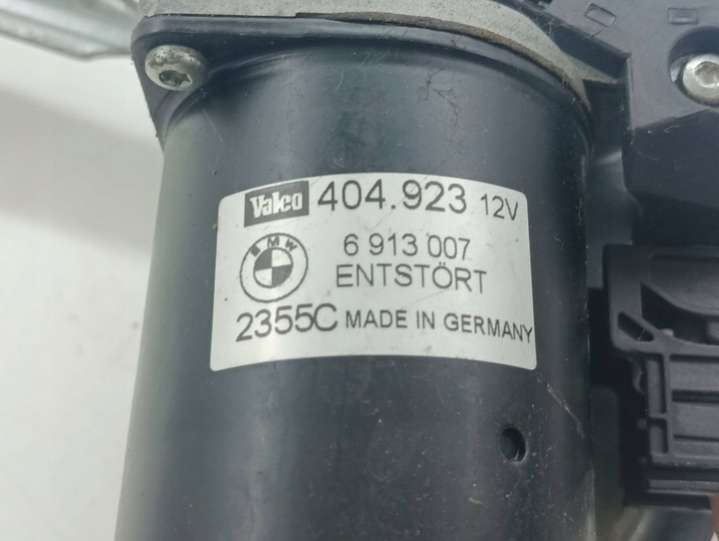 Valeo 404.923 12V
BMW 6 913 007
ENTSTÖRT
2355C MADE IN GERMANY